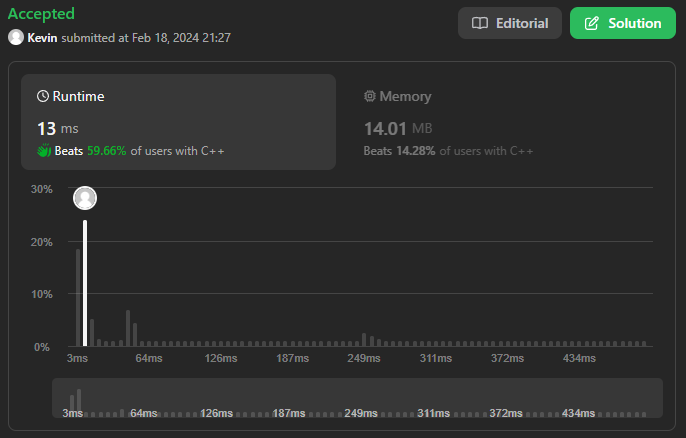 Accepted
Kevin submitted at Feb 18, 2024 21:27
Editorial
Solution
Runtime
13 ms
Beats 59.66% of users with C++
Memory
14.01 MB
Beats 14.28% of users with C++
30%
20%
10%
0%
3ms 64ms 126ms 187ms 249ms 311ms 372ms 434ms
3ms 64ms 126ms 187ms 249ms 311ms 372ms 434ms